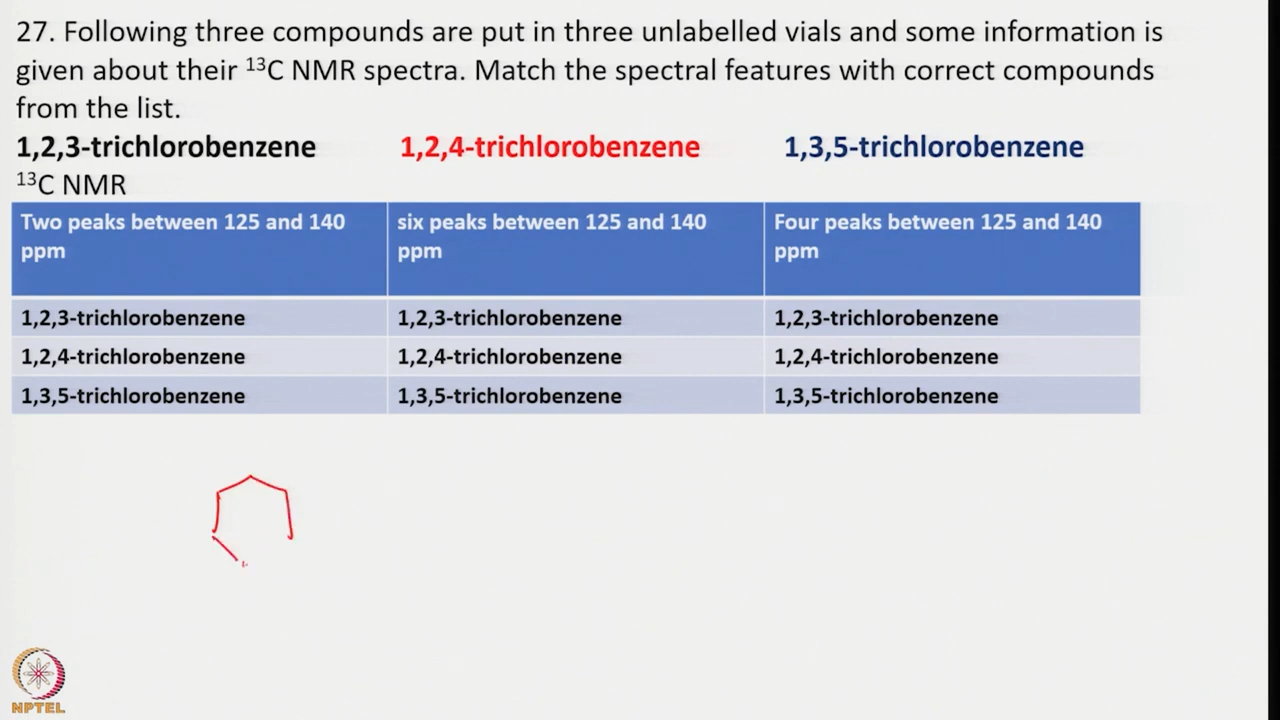 27. Following three compounds are put in three unlabelled vials and some information is
given about their ¹³C NMR spectra. Match the spectral features with correct compounds
from the list.
1,2,3-trichlorobenzene 1,2,4-trichlorobenzene 1,3,5-trichlorobenzene
¹³C NMR
Two peaks between 125 and 140 six peaks between 125 and 140 Four peaks between 125 and 140
ppm ppm ppm
1,2,3-trichlorobenzene 1,2,3-trichlorobenzene 1,2,3-trichlorobenzene
1,2,4-trichlorobenzene 1,2,4-trichlorobenzene 1,2,4-trichlorobenzene
1,3,5-trichlorobenzene 1,3,5-trichlorobenzene 1,3,5-trichlorobenzene
NPTEL